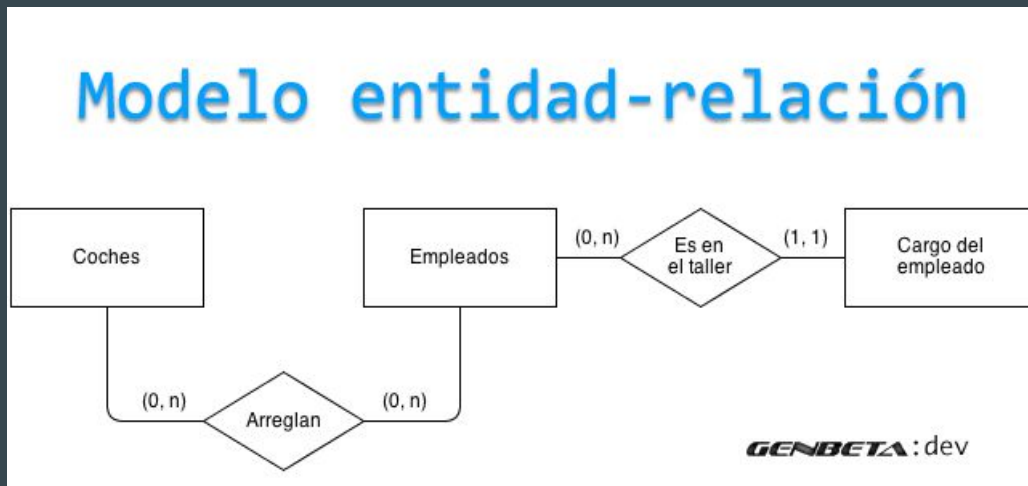 Modelo entidad-relación
Coches
Empleados
(0, n)
Es en
el taller
(1, 1)
Cargo del
empleado
(0, n)
Arreglan
(0, n)
GENBETA:dev